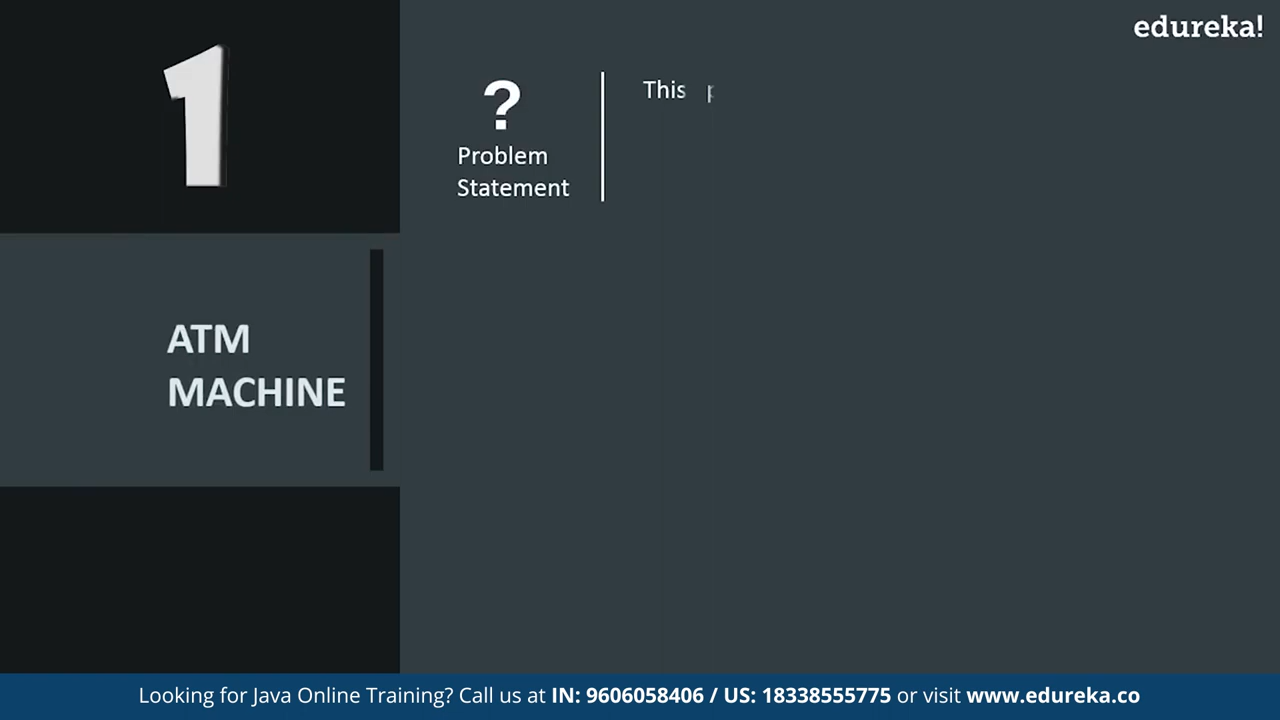 edureka!
1
?
Problem
Statement
This
ATM
MACHINE
Looking for Java Online Training? Call us at IN: 9606058406 / US: 18338555775 or visit www.edureka.co